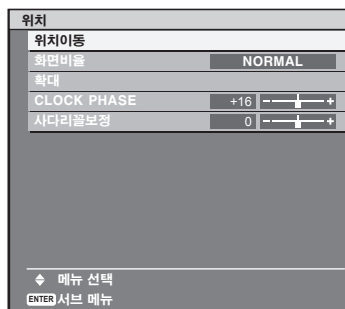 위치
위치이동
화면비율 NORMAL
확대
CLOCK PHASE +16
사다리꼴보정 0
메뉴 선택
ENTER 서브 메뉴